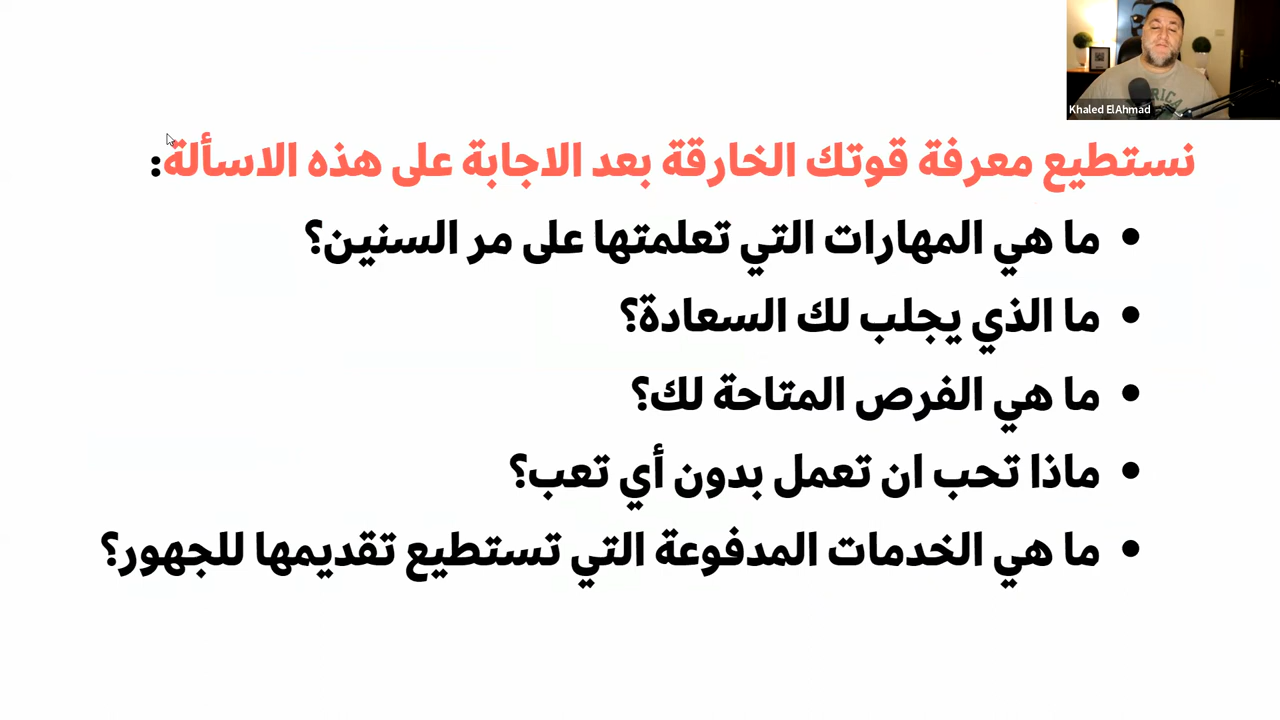 Khaled ElAhmad
نستطيع معرفة قوتك الخارقة بعد الاجابة على هذه الاسألة:
• ما هي المهارات التي تعلمتها على مر السنين؟
• ما الذي يجلب لك السعادة؟
• ما هي الفرص المتاحة لك؟
• ماذا تحب ان تعمل بدون أي تعب؟
• ما هي الخدمات المدفوعة التي تستطيع تقديمها للجهور؟